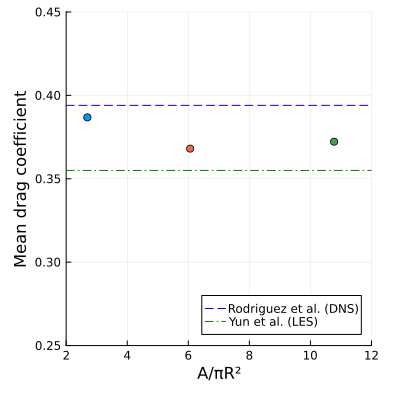 0.45
0.40
0.35
0.30
0.25
Mean drag coefficient
Rodriguez et al. (DNS)
Yun et al. (LES)
2 4 6 8 10 12
A/πR²